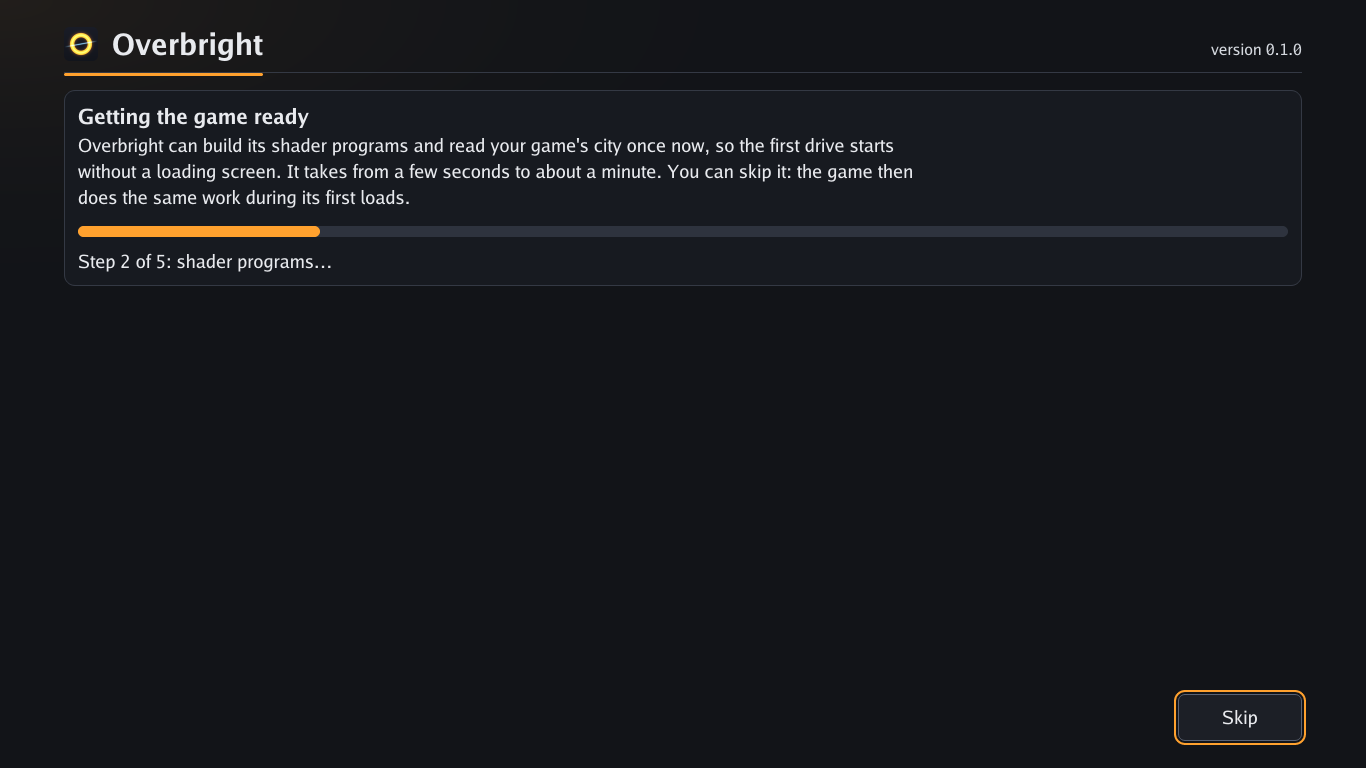 Overbright
version 0.1.0
Getting the game ready
Overbright can build its shader programs and read your game's city once now, so the first drive starts
without a loading screen. It takes from a few seconds to about a minute. You can skip it: the game then
does the same work during its first loads.
Step 2 of 5: shader programs...
Skip